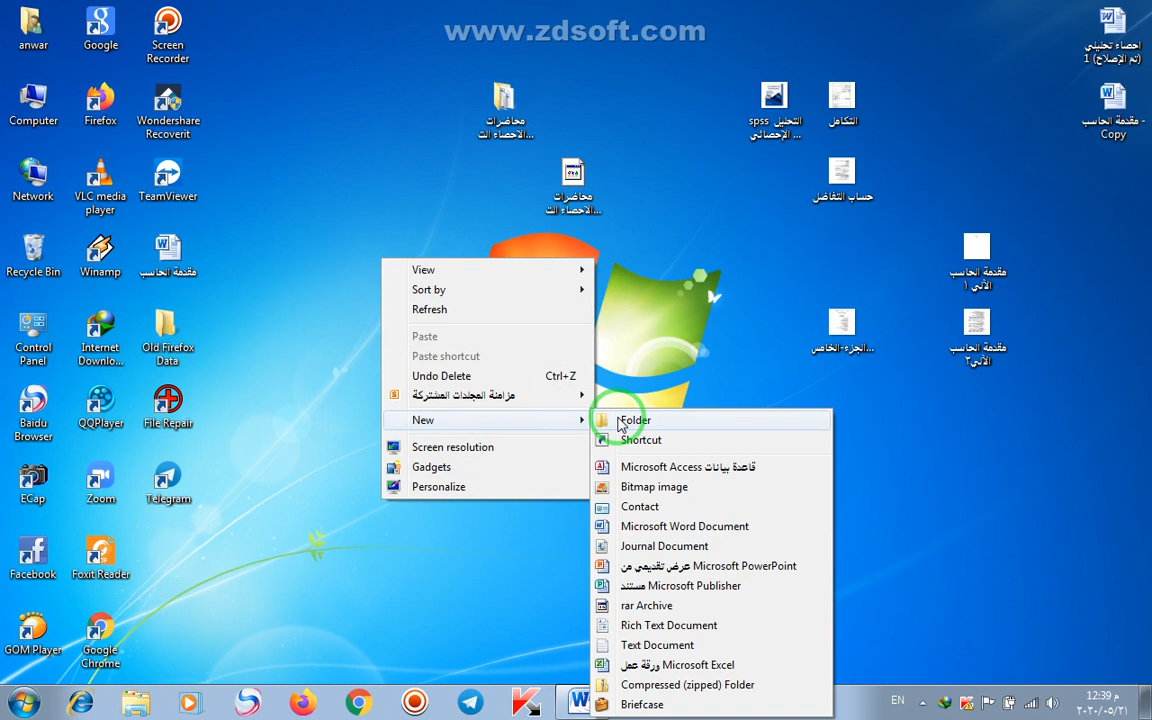 www.zdsoft.com
anwar
Google
Screen
Recorder
احصاء تحليلي
(تم الإصلاح) 1
Computer
Firefox
Wondershare
Recoverit
محاضرات
الاحصاء الت...
التحليل spss
الإحصائي ...
التكامل
مقدمة الحاسب -
Copy
Network
VLC media
player
TeamViewer
محاضرات
الاحصاء الت...
حساب التفاضل
Recycle Bin
Winamp
مقدمة الحاسب
مقدمة الحاسب
الآلي ١
Control
Panel
Internet
Downlo...
Old Firefox
Data
الجزء-الخامس...
مقدمة الحاسب
الآلي٢
Baidu
Browser
QQPlayer
File Repair
ECap
Zoom
Telegram
Facebook
Foxit Reader
GOM Player
Google
Chrome
View
Sort by
Refresh
Paste
Paste shortcut
Undo Delete Ctrl+Z
مزامنة المجلدات المشتركة
New
Screen resolution
Gadgets
Personalize
Folder
Shortcut
قاعدة بيانات Microsoft Access
Bitmap image
Contact
Microsoft Word Document
Journal Document
عرض تقديمي من Microsoft PowerPoint
مستند Microsoft Publisher
rar Archive
Rich Text Document
Text Document
ورقة عمل Microsoft Excel
Compressed (zipped) Folder
Briefcase
EN
12:39 م
٢٠٢٠/٠٥/٢١